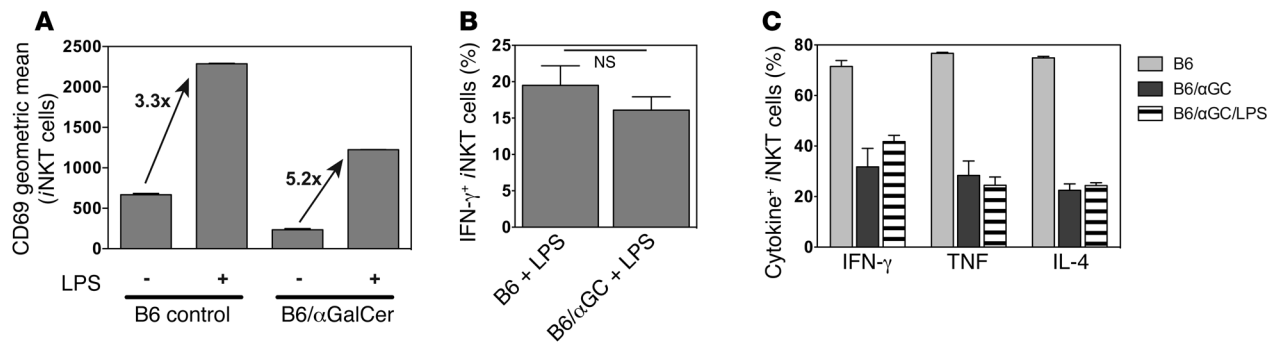 A
CD69 geometric mean
(iNKT cells)
2500
2000
1500
1000
500
0
3.3x
5.2x
LPS
-
+
-
+
B6 control
B6/αGalCer
B
IFN-γ+ iNKT cells (%)
25
20
15
10
5
0
NS
B6 + LPS
B6/αGC + LPS
C
Cytokine+ iNKT cells (%)
80
60
40
20
0
IFN-γ
TNF
IL-4
B6
B6/αGC
B6/αGC/LPS